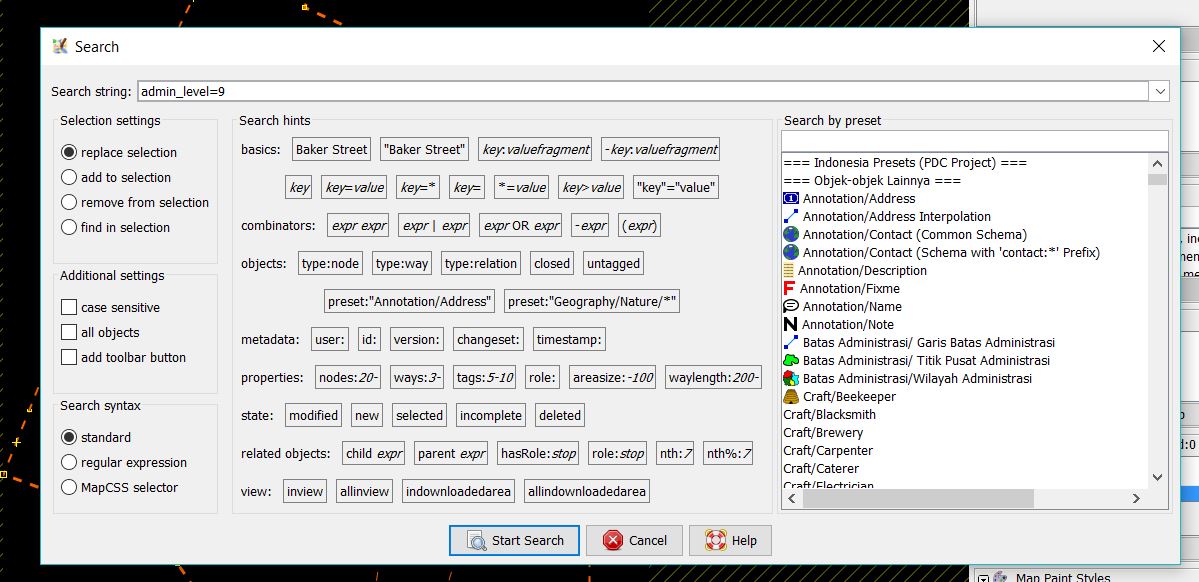 Search
Search string: admin_level=9
Selection settings
replace selection
add to selection
remove from selection
find in selection
Additional settings
case sensitive
all objects
add toolbar button
Search syntax
standard
regular expression
MapCSS selector
Search hints
basics: Baker Street "Baker Street" key:valuefragment -key:valuefragment
key key=value key=* key= *=value key>value "key"="value"
combinators: expr expr expr | expr expr OR expr -expr (expr)
objects: type:node type:way type:relation closed untagged
preset:"Annotation/Address" preset:"Geography/Nature/*"
metadata: user: id: version: changeset: timestamp:
properties: nodes:20- ways:3- tags:5-10 role: areasize:-100 waylength:200-
state: modified new selected incomplete deleted
related objects: child expr parent expr hasRole:stop role:stop nth:7 nth%:7
view: inview allinview indownloadedarea allindownloadedarea
Search by preset
=== Indonesia Presets (PDC Project) ===
=== Objek-objek Lainnya ===
Annotation/Address
Annotation/Address Interpolation
Annotation/Contact (Common Schema)
Annotation/Contact (Schema with 'contact:*' Prefix)
Annotation/Description
F Annotation/Fixme
Annotation/Name
N Annotation/Note
Batas Administrasi/ Garis Batas Administrasi
Batas Administrasi/ Titik Pusat Administrasi
Batas Administrasi/Wilayah Administrasi
Craft/Beekeeper
Craft/Blacksmith
Craft/Brewery
Craft/Carpenter
Craft/Caterer
Craft/Electrician
Start Search Cancel Help
Map Paint Styles